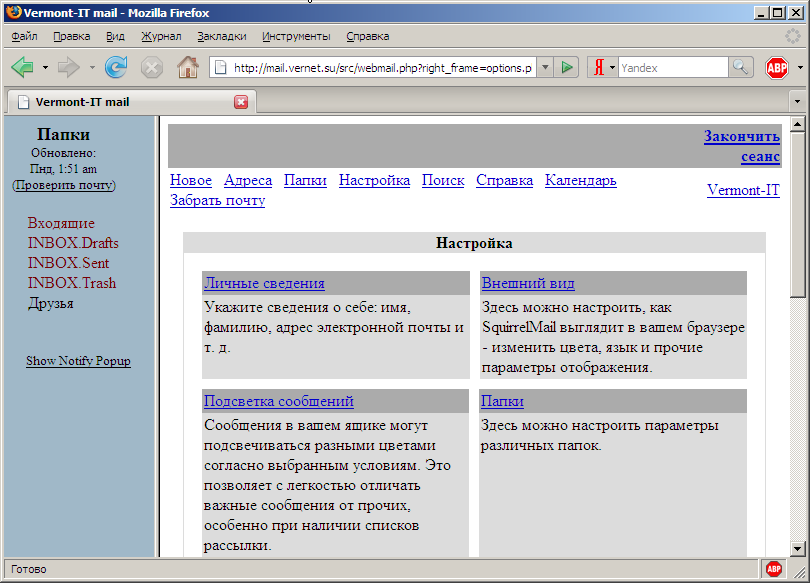 Vermont-IT mail - Mozilla Firefox
Файл Правка Вид Журнал Закладки Инструменты Справка
http://mail.vernet.su/src/webmail.php?right_frame=options.p
Я
Yandex
ABP
Vermont-IT mail
Папки
Обновлено:
Пнд, 1:51 am
(Проверить почту)
Входящие
INBOX.Drafts
INBOX.Sent
INBOX.Trash
Друзья
Show Notify Popup
Закончить
сеанс
Новое Адреса Папки Настройка Поиск Справка Календарь
Забрать почту
Vermont-IT
Настройка
Личные сведения
Укажите сведения о себе: имя,
фамилию, адрес электронной почты и
т. д.
Внешний вид
Здесь можно настроить, как
SquirrelMail выглядит в вашем браузере
- изменить цвета, язык и прочие
параметры отображения.
Подсветка сообщений
Сообщения в вашем ящике могут
подсвечиваться разными цветами
согласно выбранным условиям. Это
позволяет с легкостью отличать
важные сообщения от прочих,
особенно при наличии списков
рассылки.
Папки
Здесь можно настроить параметры
различных папок.
Готово
ABP